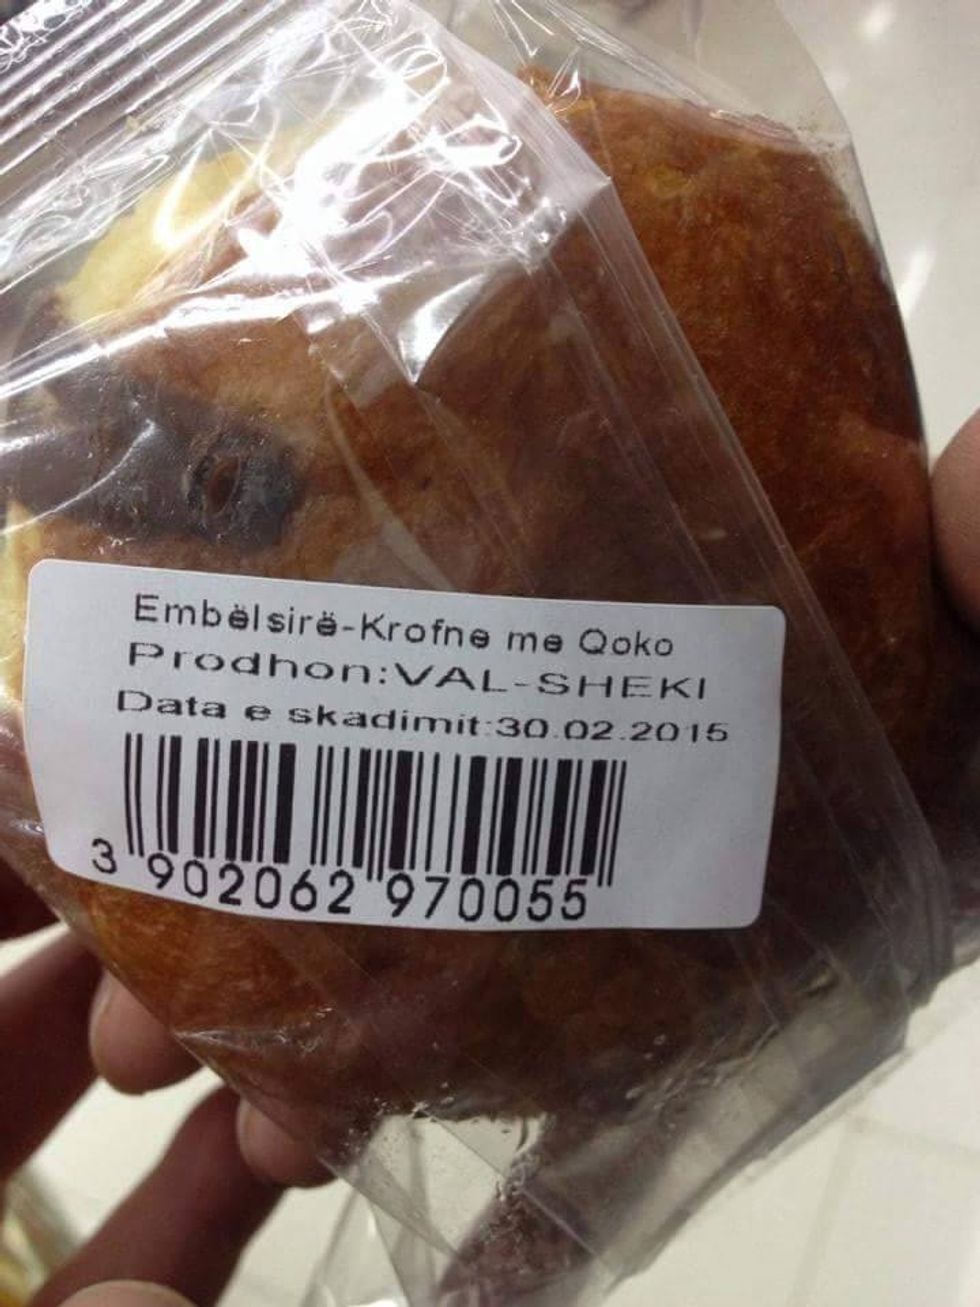 Embëlsirë-Krofne me Qoko
Prodhon:VAL-SHEKI
Data e skadimit:30.02.2015
3 902062 970055